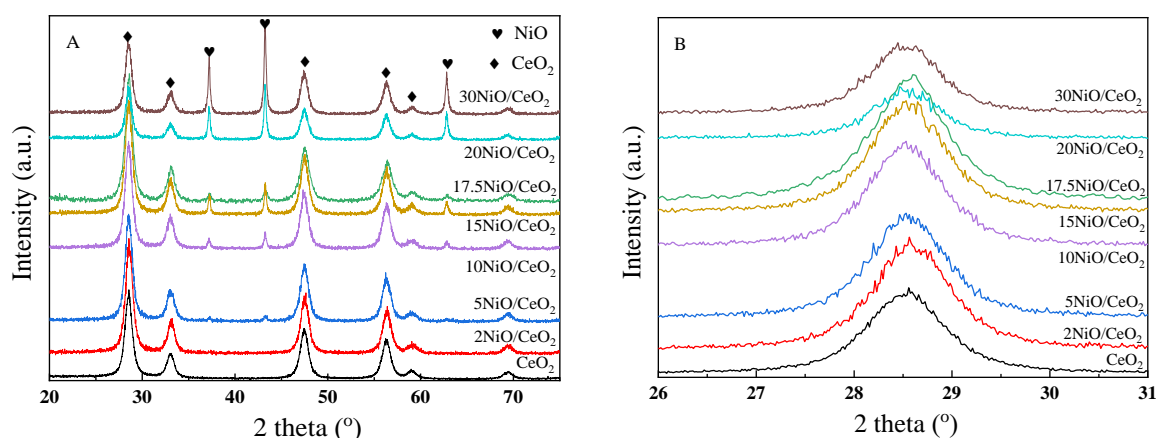 A
♥ NiO
♦ CeO₂
30NiO/CeO₂
20NiO/CeO₂
17.5NiO/CeO₂
15NiO/CeO₂
10NiO/CeO₂
5NiO/CeO₂
2NiO/CeO₂
CeO₂
Intensity (a.u.)
20 30 40 50 60 70
2 theta (°)
B
30NiO/CeO₂
20NiO/CeO₂
17.5NiO/CeO₂
15NiO/CeO₂
10NiO/CeO₂
5NiO/CeO₂
2NiO/CeO₂
CeO₂
Intensity (a.u.)
26 27 28 29 30 31
2 theta (°)